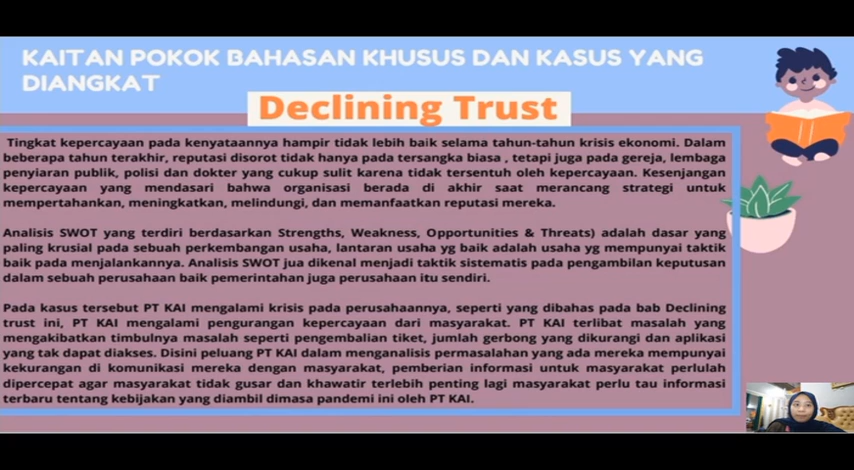 KAITAN POKOK BAHASAN KHUSUS DAN KASUS YANG
DIANGKAT
Declining Trust
Tingkat kepercayaan pada kenyataannya hampir tidak lebih baik selama tahun-tahun krisis ekonomi. Dalam
beberapa tahun terakhir, reputasi disorot tidak hanya pada tersangka biasa , tetapi juga pada gereja, lembaga
penyiaran publik, polisi dan dokter yang cukup sulit karena tidak tersentuh oleh kepercayaan. Kesenjangan
kepercayaan yang mendasari bahwa organisasi berada di akhir saat merancang strategi untuk
mempertahankan, meningkatkan, melindungi, dan memanfaatkan reputasi mereka.
Analisis SWOT yang terdiri berdasarkan Strengths, Weakness, Opportunities & Threats) adalah dasar yang
paling krusial pada sebuah perkembangan usaha, lantaran usaha yg baik adalah usaha yg mempunyai taktik
baik pada menjalankannya. Analisis SWOT jua dikenal menjadi taktik sistematis pada pengambilan keputusan
dalam sebuah perusahaan baik pemerintahan juga perusahaan itu sendiri.
Pada kasus tersebut PT KAI mengalami krisis pada perusahaannya, seperti yang dibahas pada bab Declining
trust ini, PT KAI mengalami pengurangan kepercayaan dari masyarakat. PT KAI terlibat masalah yang
mengakibatkan timbulnya masalah seperti pengembalian tiket, jumlah gerbong yang dikurangi dan aplikasi
yang tak dapat diakses. Disini peluang PT KAI dalam menganalisis permasalahan yang ada mereka mempunyai
kekurangan di komunikasi mereka dengan masyarakat, pemberian informasi untuk masyarakat perlulah
dipercepat agar masyarakat tidak gusar dan khawatir terlebih penting lagi masyarakat perlu tau informasi
terbaru tentang kebijakan yang diambil dimasa pandemi ini oleh PT KAI.